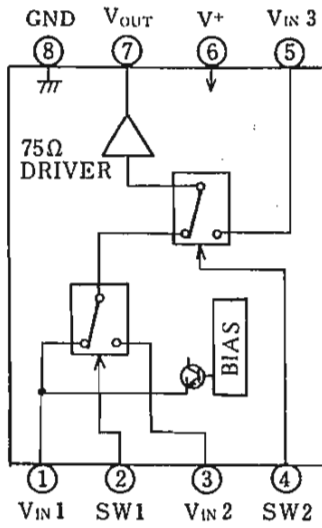 GND VOUT V+ VIN 3
8 7 6 5
75Ω
DRIVER
BIAS
1 2 3 4
VIN 1 SW1 VIN 2 SW2